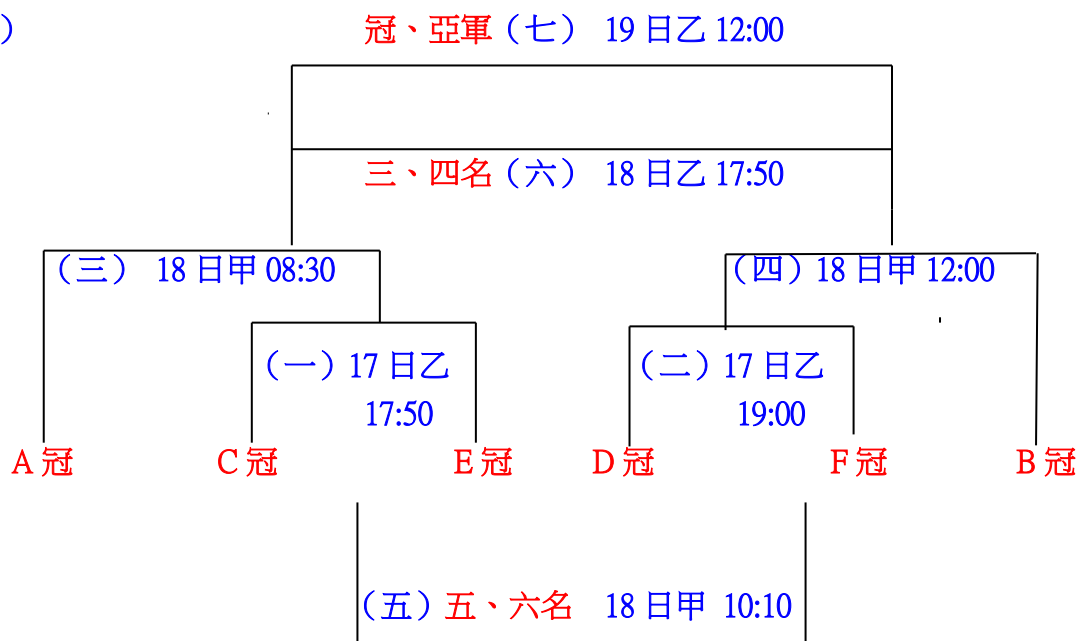 ） 冠、亞軍（七） 19 日乙 12:00
三、四名（六） 18 日乙 17:50
（三） 18 日甲 08:30 （四）18 日甲 12:00
（一）17 日乙 （二）17 日乙
17:50 19:00
A 冠 C 冠 E 冠 D 冠 F 冠 B 冠
（五）五、六名 18 日甲 10:10